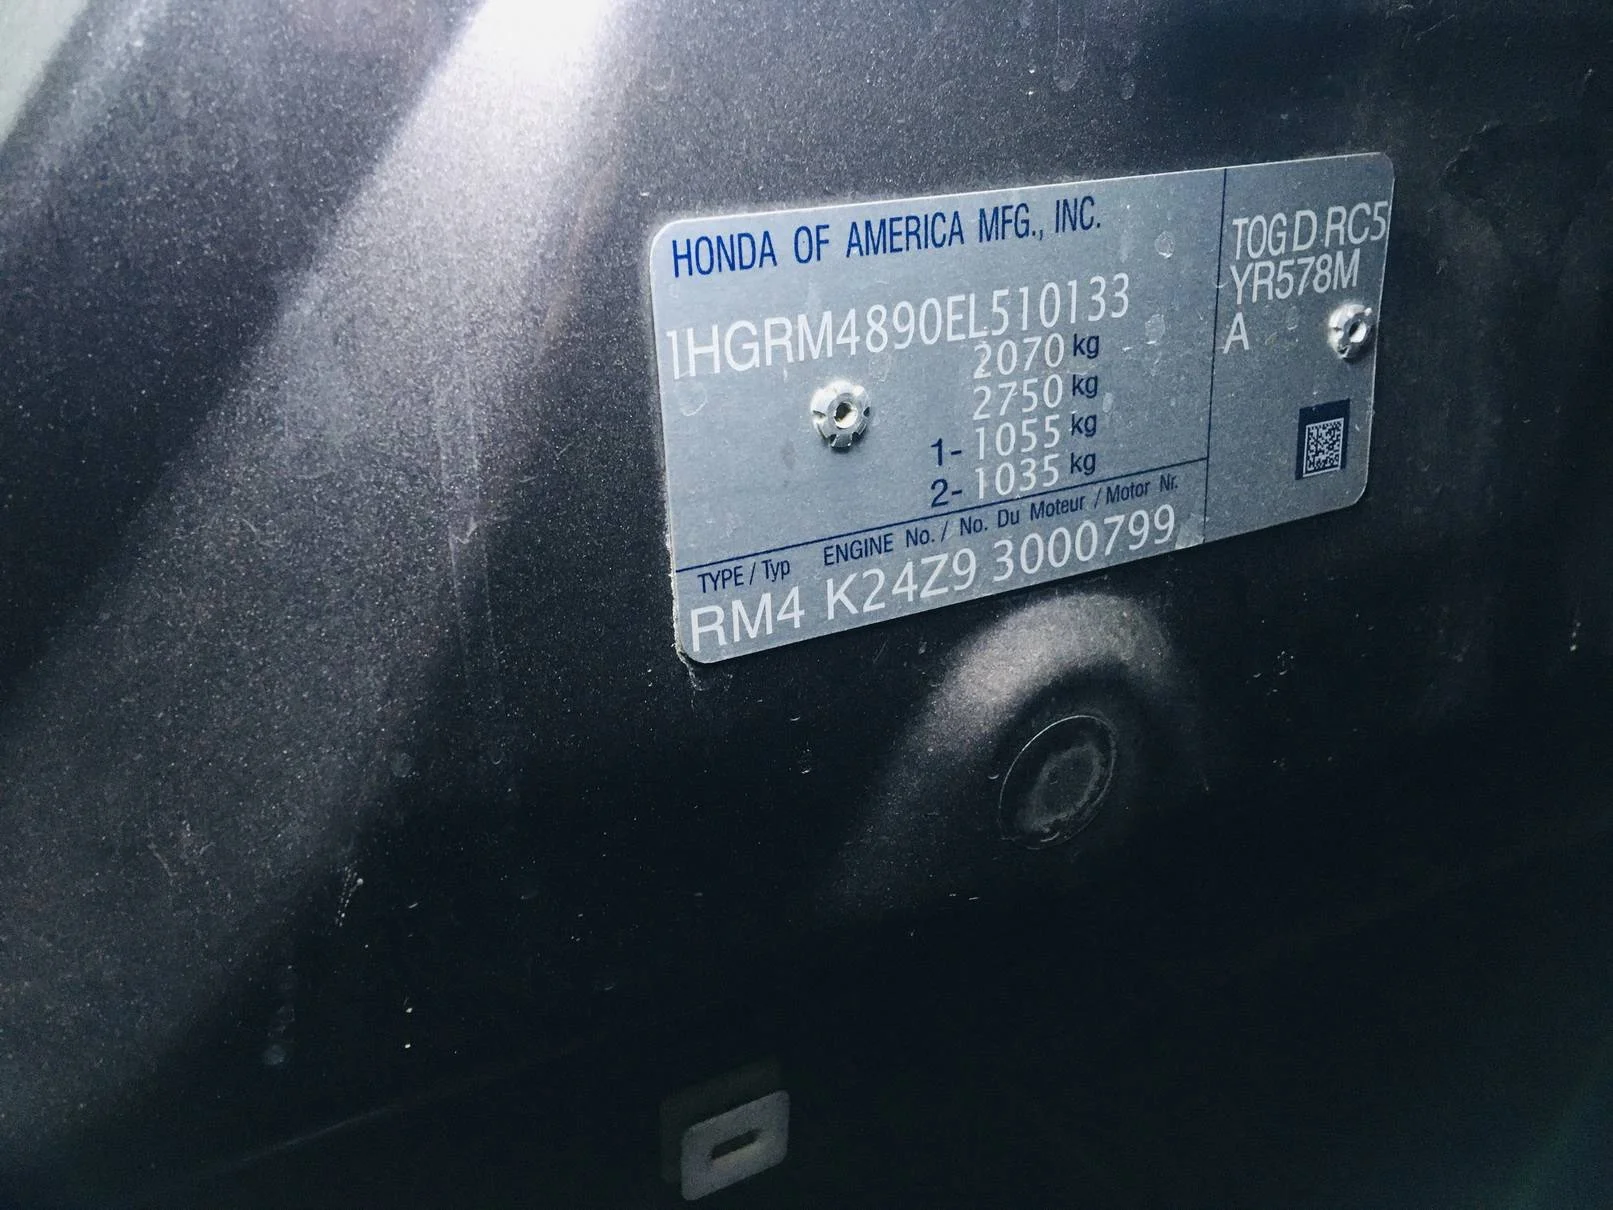 HONDA OF AMERICA MFG., INC.
1HGRM4890EL510133
2070 kg
2750 kg
1- 1055 kg
2- 1035 kg
TYPE / Typ ENGINE No. / No. Du Moteur / Motor Nr.
RM4 K24Z9 3000799
TOG D RC5
YR578M
A